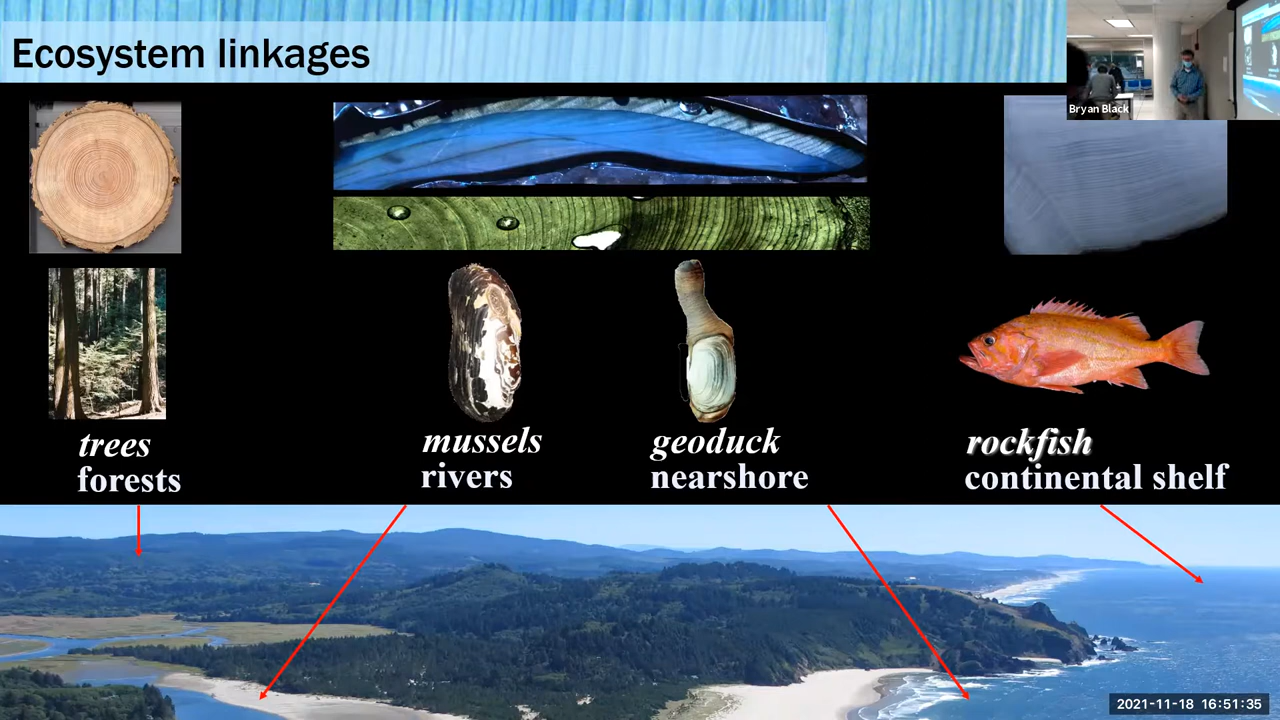 Ecosystem linkages
Bryan Black
trees
forests
mussels
rivers
geoduck
nearshore
rockfish
continental shelf
2021-11-18 16:51:35